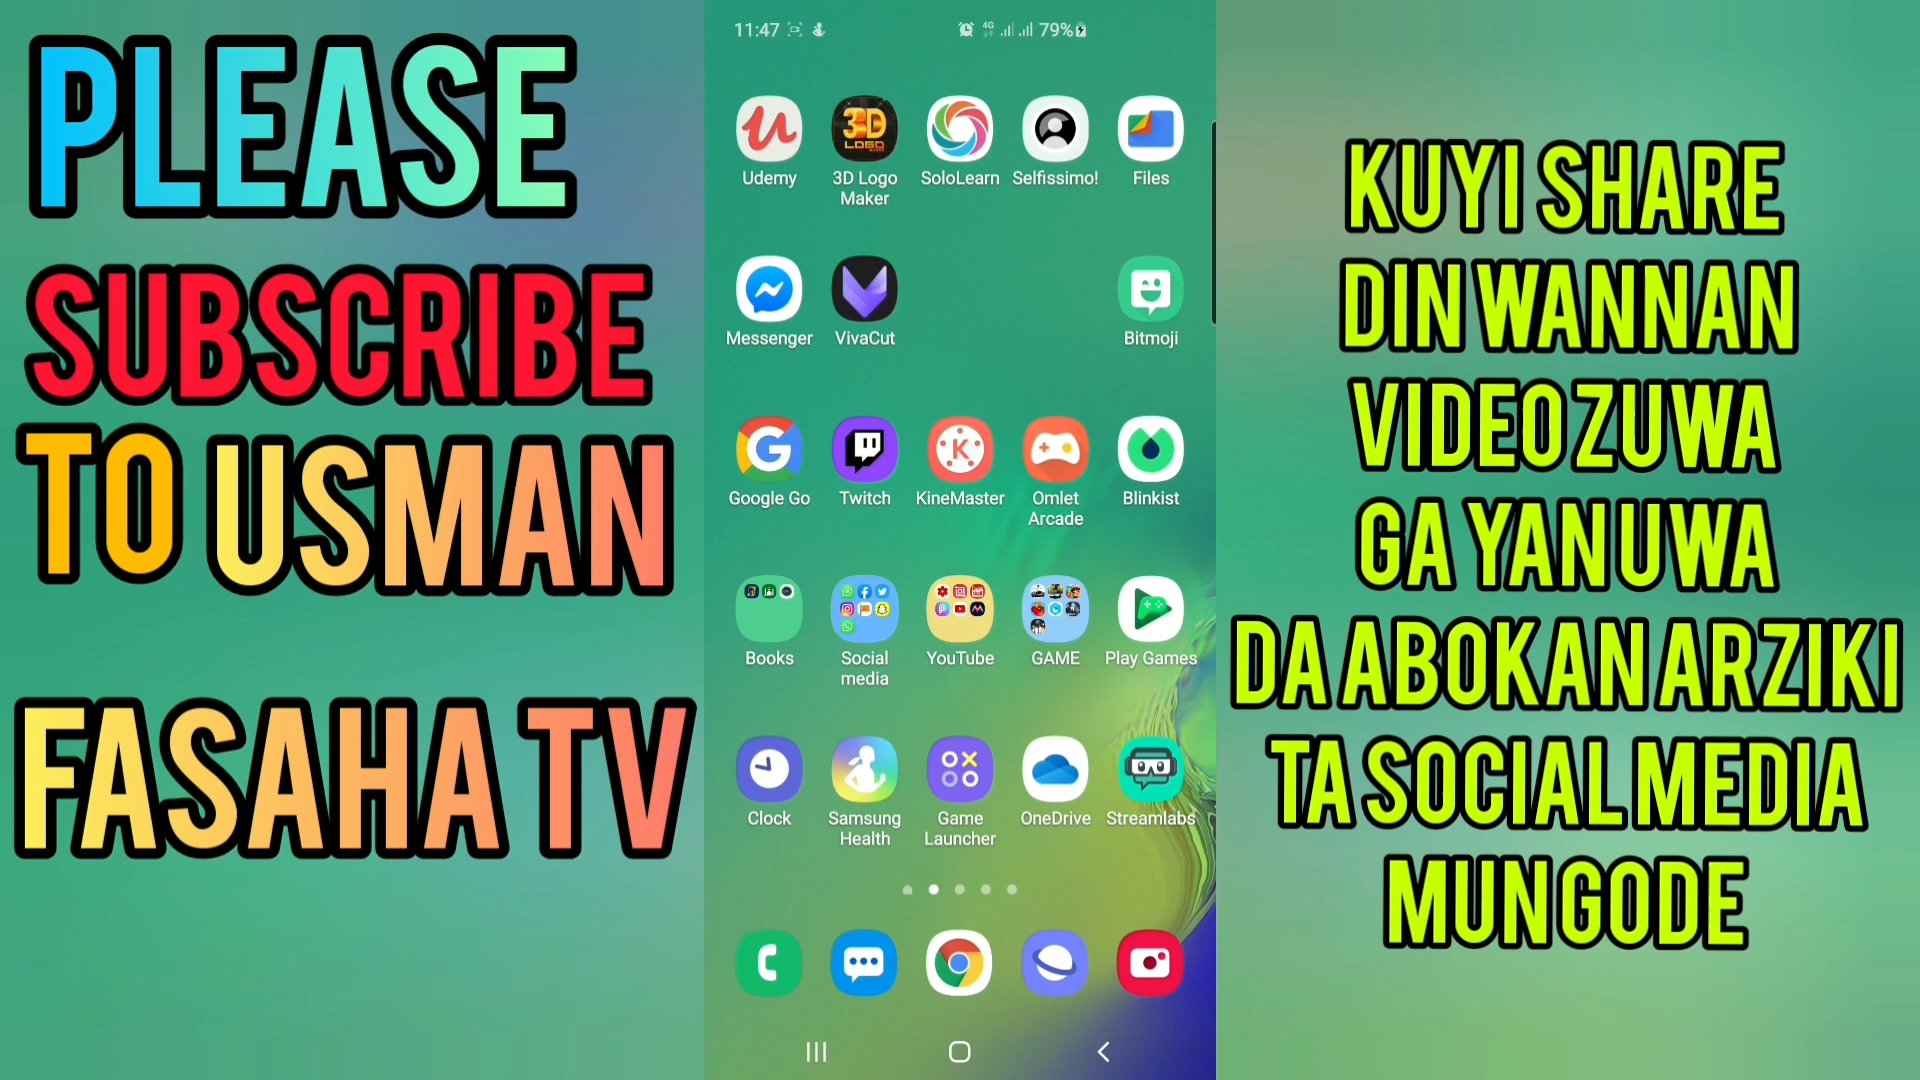 PLEASE
SUBSCRIBE
TO USMAN
FASAHA TV
11:47
4G
79%
3D
LOGO
Udemy
3D Logo
Maker
SoloLearn
Selfissimo!
Files
Messenger
VivaCut
Bitmoji
Google Go
Twitch
KineMaster
Omlet
Arcade
Blinkist
Books
Social
media
YouTube
GAME
Play Games
Clock
Samsung
Health
Game
Launcher
OneDrive
Streamlabs
KUYI SHARE
DIN WANNAN
VIDEO ZUWA
GA YAN UWA
DA ABOKAN ARZIKI
TA SOCIAL MEDIA
MUN GODE